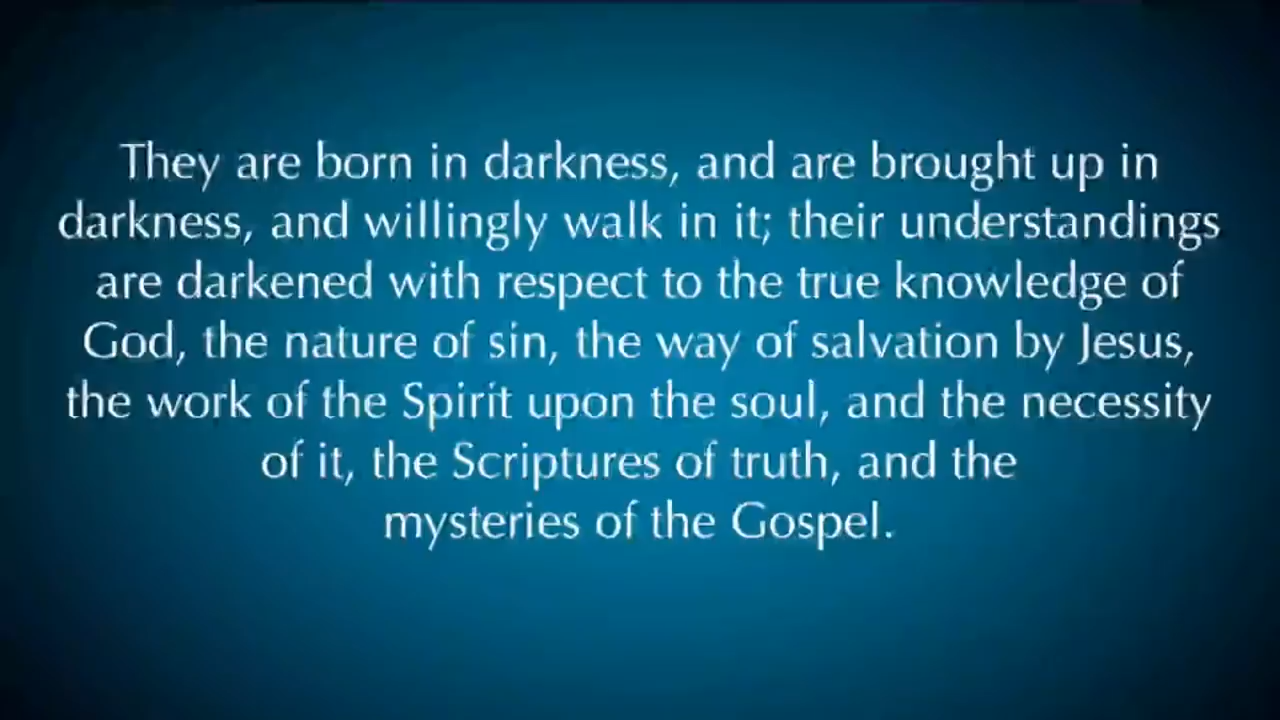 They are born in darkness, and are brought up in
darkness, and willingly walk in it; their understandings
are darkened with respect to the true knowledge of
God, the nature of sin, the way of salvation by Jesus,
the work of the Spirit upon the soul, and the necessity
of it, the Scriptures of truth, and the
mysteries of the Gospel.